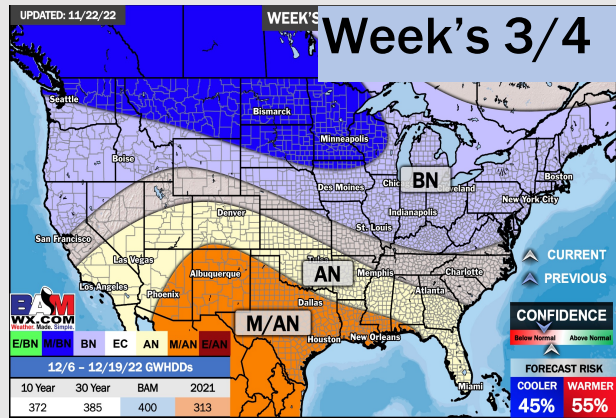 UPDATED: 11/22/22
WEEK'S
Week's 3/4
Seattle
Bismarck
Minneapolis
Boise
Des Moines
Chic
BN
veland
Boston
New York City
Indianapolis
Denver
St. Louis
San Francisco
Las Vegas
Tulsa
Memphis
Charlotte
Los Angeles
Albuquerque
AN
Atlanta
Phoenix
Dallas
M/AN
Houston
New Orleans
Miami
CURRENT
PREVIOUS
BAM
WX.COM
Weather. Made. Simple.
E/BN M/BN BN EC AN M/AN E/AN
12/6 – 12/19/22 GWHDDs
10 Year 30 Year BAM 2021
372 385 400 313
CONFIDENCE
Below Normal Above Normal
FORECAST RISK
COOLER WARMER
45% 55%